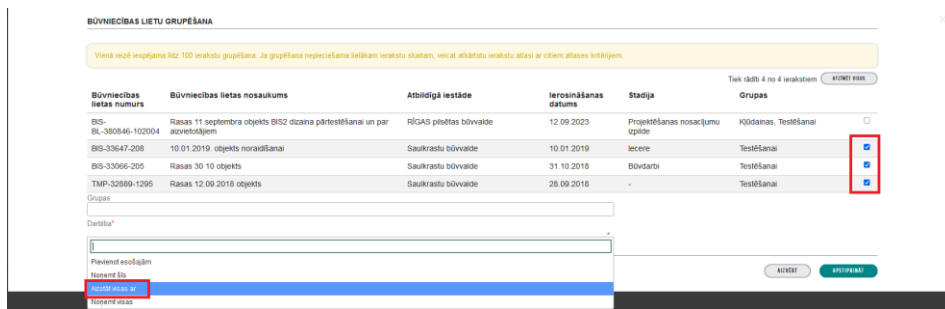 BŪVNIECĪBAS LIETU GRUPĒŠANA
Vienā reizē iespējama līdz 100 ierakstu grupēšana. Ja grupēšana nepieciešama lielākam ierakstu skaitam, veicat atkārtotu ierakstu atlasi ar citiem atlases kritērijiem.
Tiek rādīti 4 no 4 ierakstiem ATZĪMĒT VISUS
Būvniecības lietas numurs Būvniecības lietas nosaukums Atbildīgā iestāde Ierosināšanas datums Stadija Grupas
BIS-BL-380846-102004 Rasas 11.septembra objekts BIS2 dizaina pārtestēšanai un par aizvietotājiem RĪGAS pilsētas būvvalde 12.09.2023 Projektēšanas nosacījumu izpilde Kļūdainas, Testēšanai
BIS-33647-208 10.01.2019. objekts noraidīšanai Saulkrastu būvvalde 10.01.2019 Iecere Testēšanai
BIS-33066-205 Rasas 30 10 objekts Saulkrastu būvvalde 31.10.2018 Būvdarbi Testēšanai
TMP-32889-1295 Rasas 12.09.2018 objekts Saulkrastu būvvalde 28.09.2018 - Testēšanai
Grupas
Darbība*
Pievienot esošajām
Noņemt šīs
Aizstāt visas ar
Noņemt visas
AIZVĒRT APSTIPRINĀT